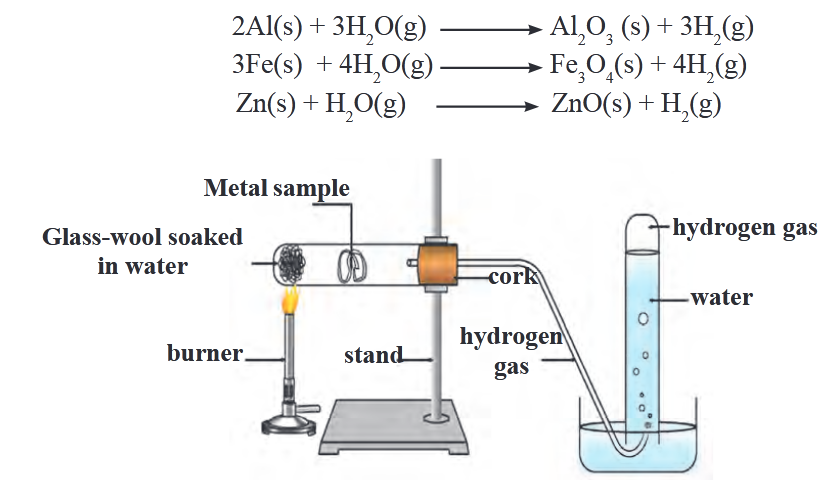 2Al(s) + 3H₂O(g) ⟶ Al₂O₃ (s) + 3H₂(g)
3Fe(s) + 4H₂O(g) ⟶ Fe₃O₄(s) + 4H₂(g)
Zn(s) + H₂O(g) ⟶ ZnO(s) + H₂(g)
Metal sample
Glass-wool soaked
in water
hydrogen gas
cork
water
burner
stand
hydrogen
gas